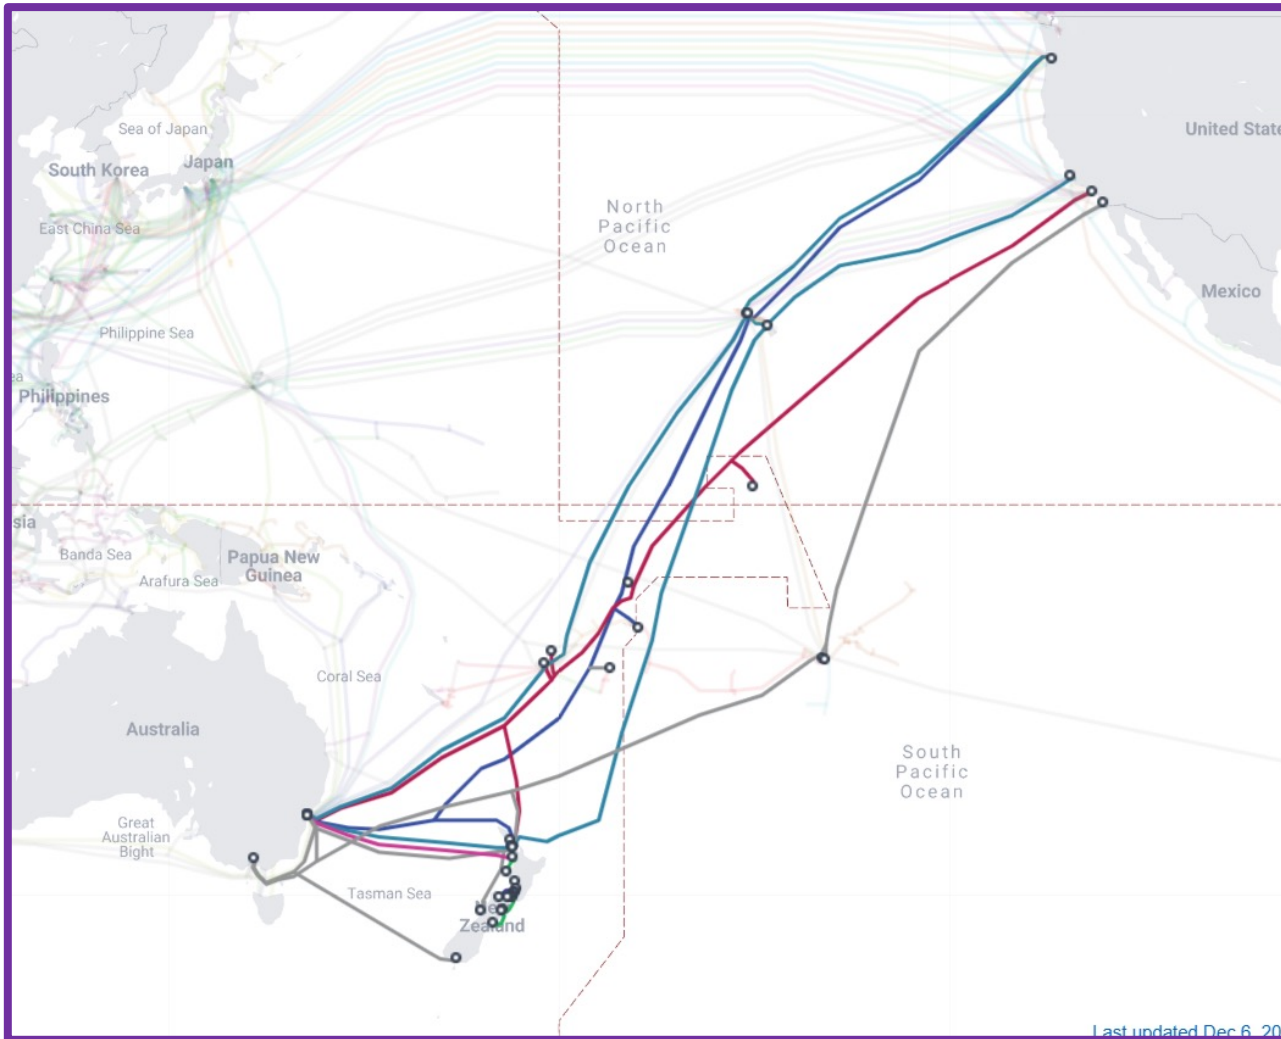 Sea of Japan
United State
South Korea
Japan
North
Pacific
Ocean
East China Sea
Mexico
Philippine Sea
ea
Philippines
sia
Banda Sea
Papua New
Guinea
Arafura Sea
Coral Sea
Australia
South
Pacific
Ocean
Great
Australian
Bight
Tasman Sea
New
Zealand
Last updated Dec 6, 20